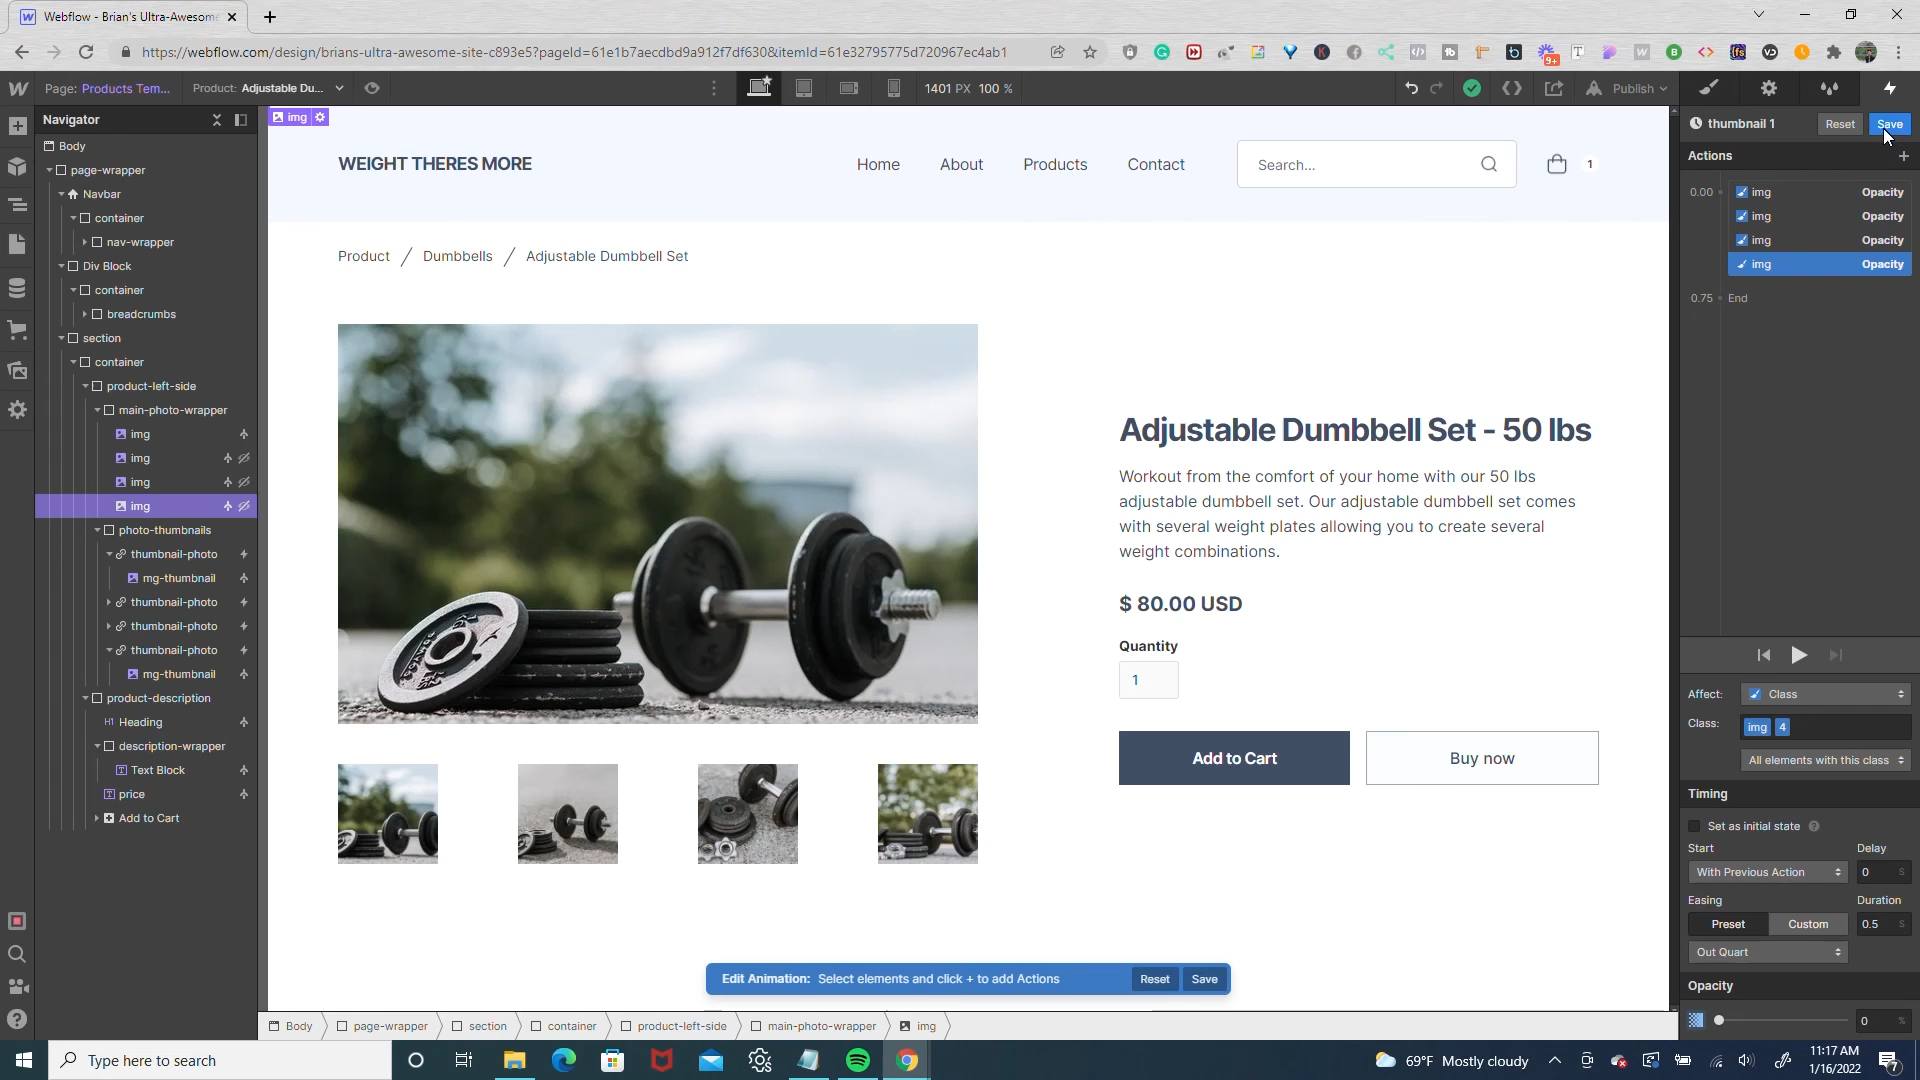 Webflow - Brian's Ultra-Awesom
https://webflow.com/design/brians-ultra-awesome-site-c893e5?pageId=61e1b7aecdbd9a912f7df630&itemId=61e32795775d720967ec4ab1
Page: Products Tem...
Product: Adjustable Du...
1401 PX 100 %
Publish
Navigator
Body
page-wrapper
Navbar
container
nav-wrapper
Div Block
container
breadcrumbs
section
container
product-left-side
main-photo-wrapper
img
img
img
img
photo-thumbnails
thumbnail-photo
mg-thumbnail
thumbnail-photo
thumbnail-photo
thumbnail-photo
mg-thumbnail
product-description
Heading
description-wrapper
Text Block
price
Add to Cart
img
WEIGHT THERES MORE
Home
About
Products
Contact
Search...
1
Product / Dumbbells / Adjustable Dumbbell Set
Adjustable Dumbbell Set - 50 lbs
Workout from the comfort of your home with our 50 lbs
adjustable dumbbell set. Our adjustable dumbbell set comes
with several weight plates allowing you to create several
weight combinations.
$ 80.00 USD
Quantity
1
Add to Cart
Buy now
Edit Animation: Select elements and click + to add Actions
Reset
Save
Body
page-wrapper
section
container
product-left-side
main-photo-wrapper
img
thumbnail 1
Reset
Save
Actions
0.00
img Opacity
img Opacity
img Opacity
img Opacity
0.75 End
Affect: Class
Class: img 4
All elements with this class
Timing
Set as initial state
Start
Delay
With Previous Action
0 S
Easing
Duration
Preset
Custom
0.5 S
Out Quart
Opacity
0 %
Type here to search
69°F Mostly cloudy
11:17 AM
1/16/2022
7